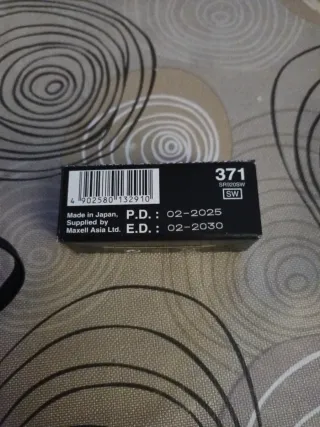 371
SR920SW
SW
4 902580 132910
Made in Japan,
Supplied by
Maxell Asia Ltd.
P.D. : 02-2025
E.D. : 02-2030